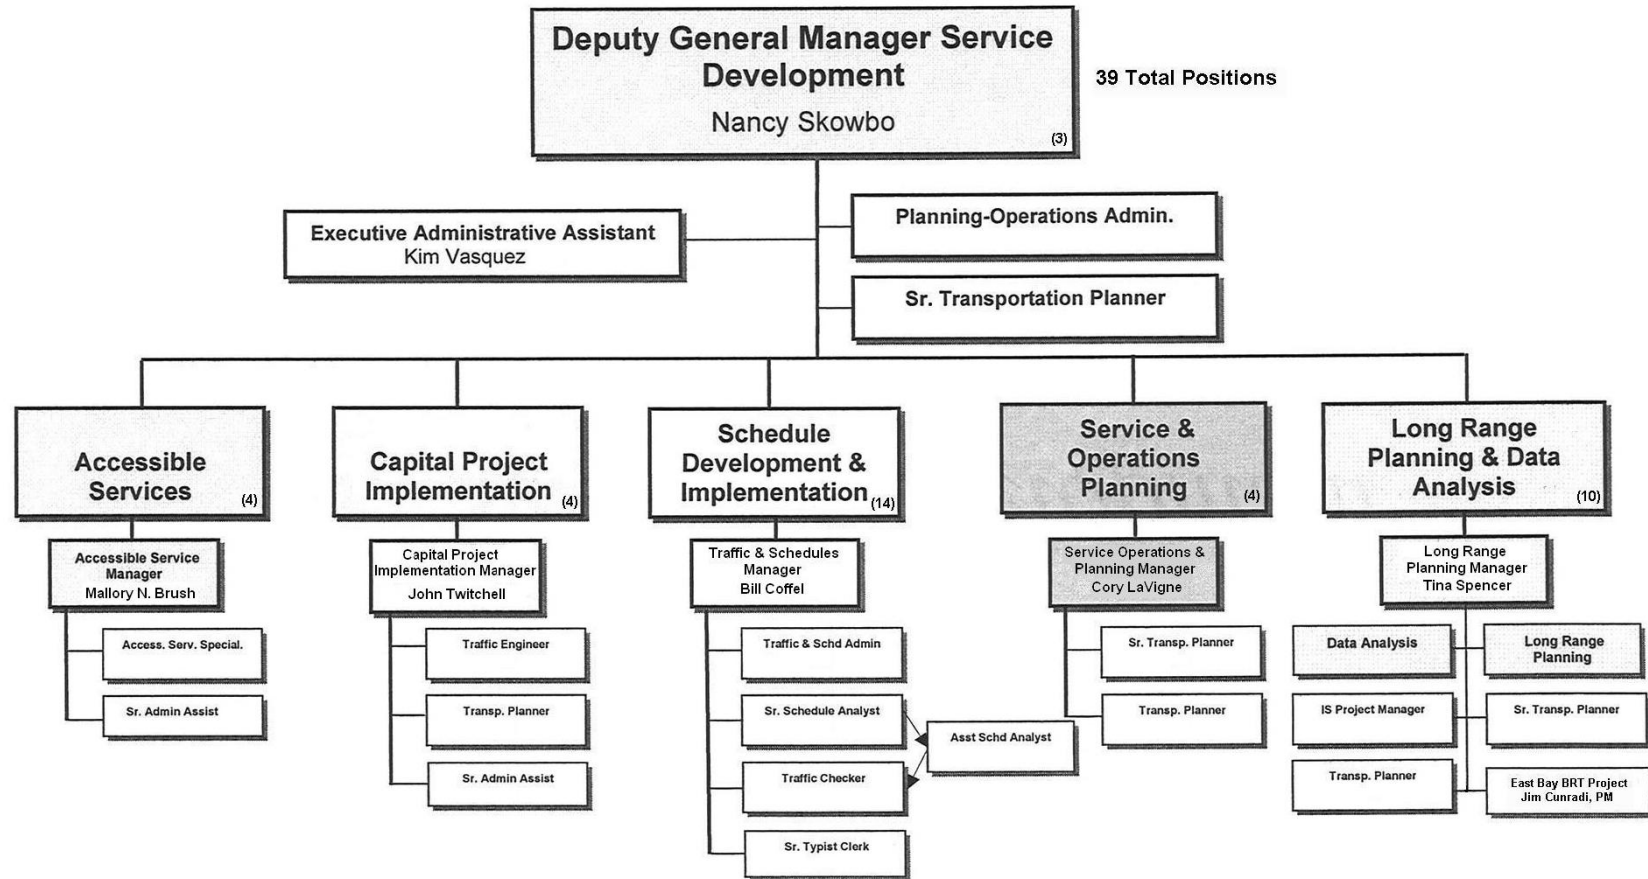 Deputy General Manager Service
Development
Nancy Skowbo
(3)
39 Total Positions
Executive Administrative Assistant
Kim Vasquez
Planning-Operations Admin.
Sr. Transportation Planner
Accessible
Services
(4)
Capital Project
Implementation
(4)
Schedule
Development &
Implementation
(14)
Service &
Operations
Planning
(4)
Long Range
Planning & Data
Analysis
(10)
Accessible Service
Manager
Mallory N. Brush
Access. Serv. Special.
Sr. Admin Assist
Capital Project
Implementation Manager
John Twitchell
Traffic Engineer
Transp. Planner
Sr. Admin Assist
Traffic & Schedules
Manager
Bill Coffel
Traffic & Schd Admin
Sr. Schedule Analyst
Asst Schd Analyst
Traffic Checker
Sr. Typist Clerk
Service Operations &
Planning Manager
Cory LaVigne
Sr. Transp. Planner
Transp. Planner
Long Range
Planning Manager
Tina Spencer
Data Analysis
IS Project Manager
Transp. Planner
Long Range
Planning
Sr. Transp. Planner
East Bay BRT Project
Jim Cunradi, PM